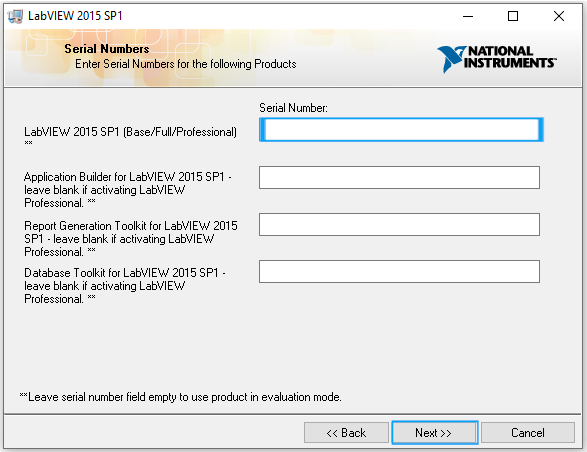 LabVIEW 2015 SP1
Serial Numbers
Enter Serial Numbers for the following Products
NATIONAL
INSTRUMENTS™
Serial Number:
LabVIEW 2015 SP1 (Base/Full/Professional)
**
Application Builder for LabVIEW 2015 SP1 -
leave blank if activating LabVIEW
Professional. **
Report Generation Toolkit for LabVIEW 2015
SP1 - leave blank if activating LabVIEW
Professional. **
Database Toolkit for LabVIEW 2015 SP1 -
leave blank if activating LabVIEW
Professional. **
**Leave serial number field empty to use product in evaluation mode.
<< Back
Next >>
Cancel